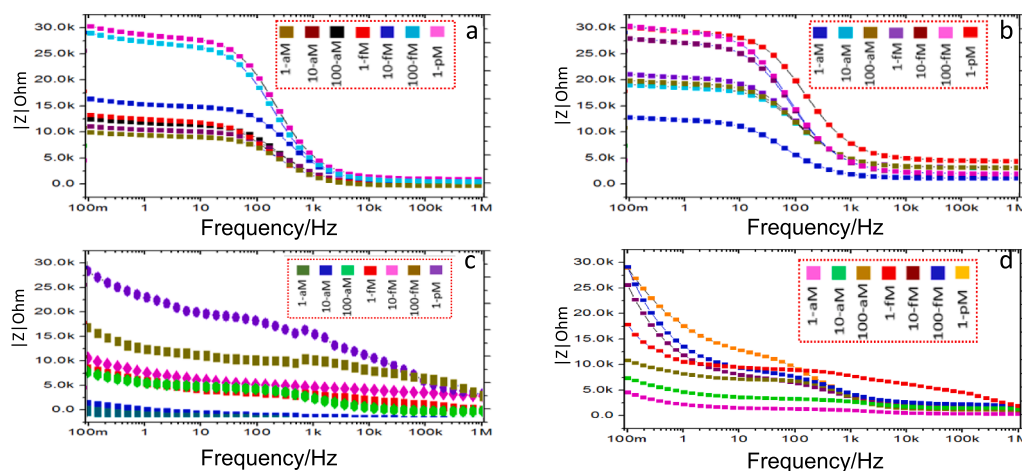 a
30.0k
25.0k
20.0k
15.0k
10.0k
5.0k
0.0
|Z|Ohm
1-aM
10-aM
100-aM
1-fM
10-fM
100-fM
1-pM
100m 1 10 100 1k 10k 100k 1M
Frequency/Hz
b
30.0k
25.0k
20.0k
15.0k
10.0k
5.0k
0.0
|Z|Ohm
1-aM
10-aM
100-aM
1-fM
10-fM
100-fM
1-pM
100m 1 10 100 1k 10k 100k 1M
Frequency/Hz
c
30.0k
25.0k
20.0k
15.0k
10.0k
5.0k
0.0
|Z|Ohm
1-aM
10-aM
100-aM
1-fM
10-fM
100-fM
1-pM
100m 1 10 100 1k 10k 100k 1M
Frequency/Hz
d
30.0k
25.0k
20.0k
15.0k
10.0k
5.0k
0.0
|Z|Ohm
1-aM
10-aM
100-aM
1-fM
10-fM
100-fM
1-pM
100m 1 10 100 1k 10k 100k 1M
Frequency/Hz